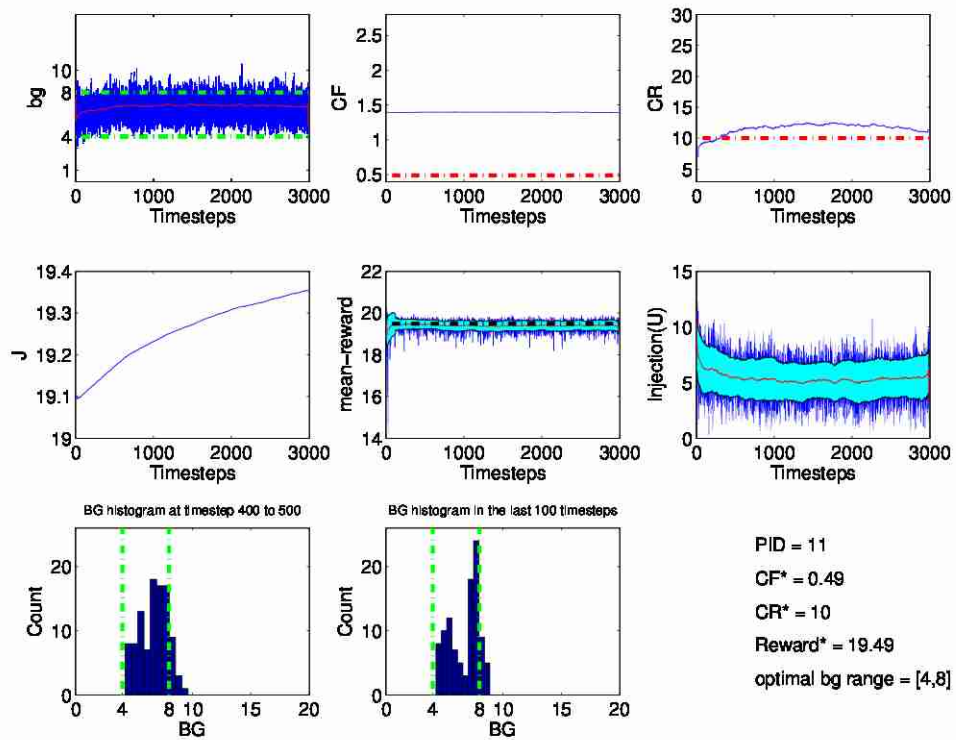 bg
10
8
4
1
0 1000 2000 3000
Timesteps
CF
2.5
2
1.5
1
0.5
0 1000 2000 3000
Timesteps
CR
30
25
20
15
10
5
0 1000 2000 3000
Timesteps
J
19.4
19.3
19.2
19.1
19
0 1000 2000 3000
Timesteps
mean-reward
22
20
18
16
14
0 1000 2000 3000
Timesteps
Injection(U)
15
10
5
0
0 1000 2000 3000
Timesteps
BG histogram at timestep 400 to 500
Count
20
10
0
0 4 8 10 20
BG
BG histogram in the last 100 timesteps
Count
20
10
0
0 4 8 10 20
BG
PID = 11
CF* = 0.49
CR* = 10
Reward* = 19.49
optimal bg range = [4,8]